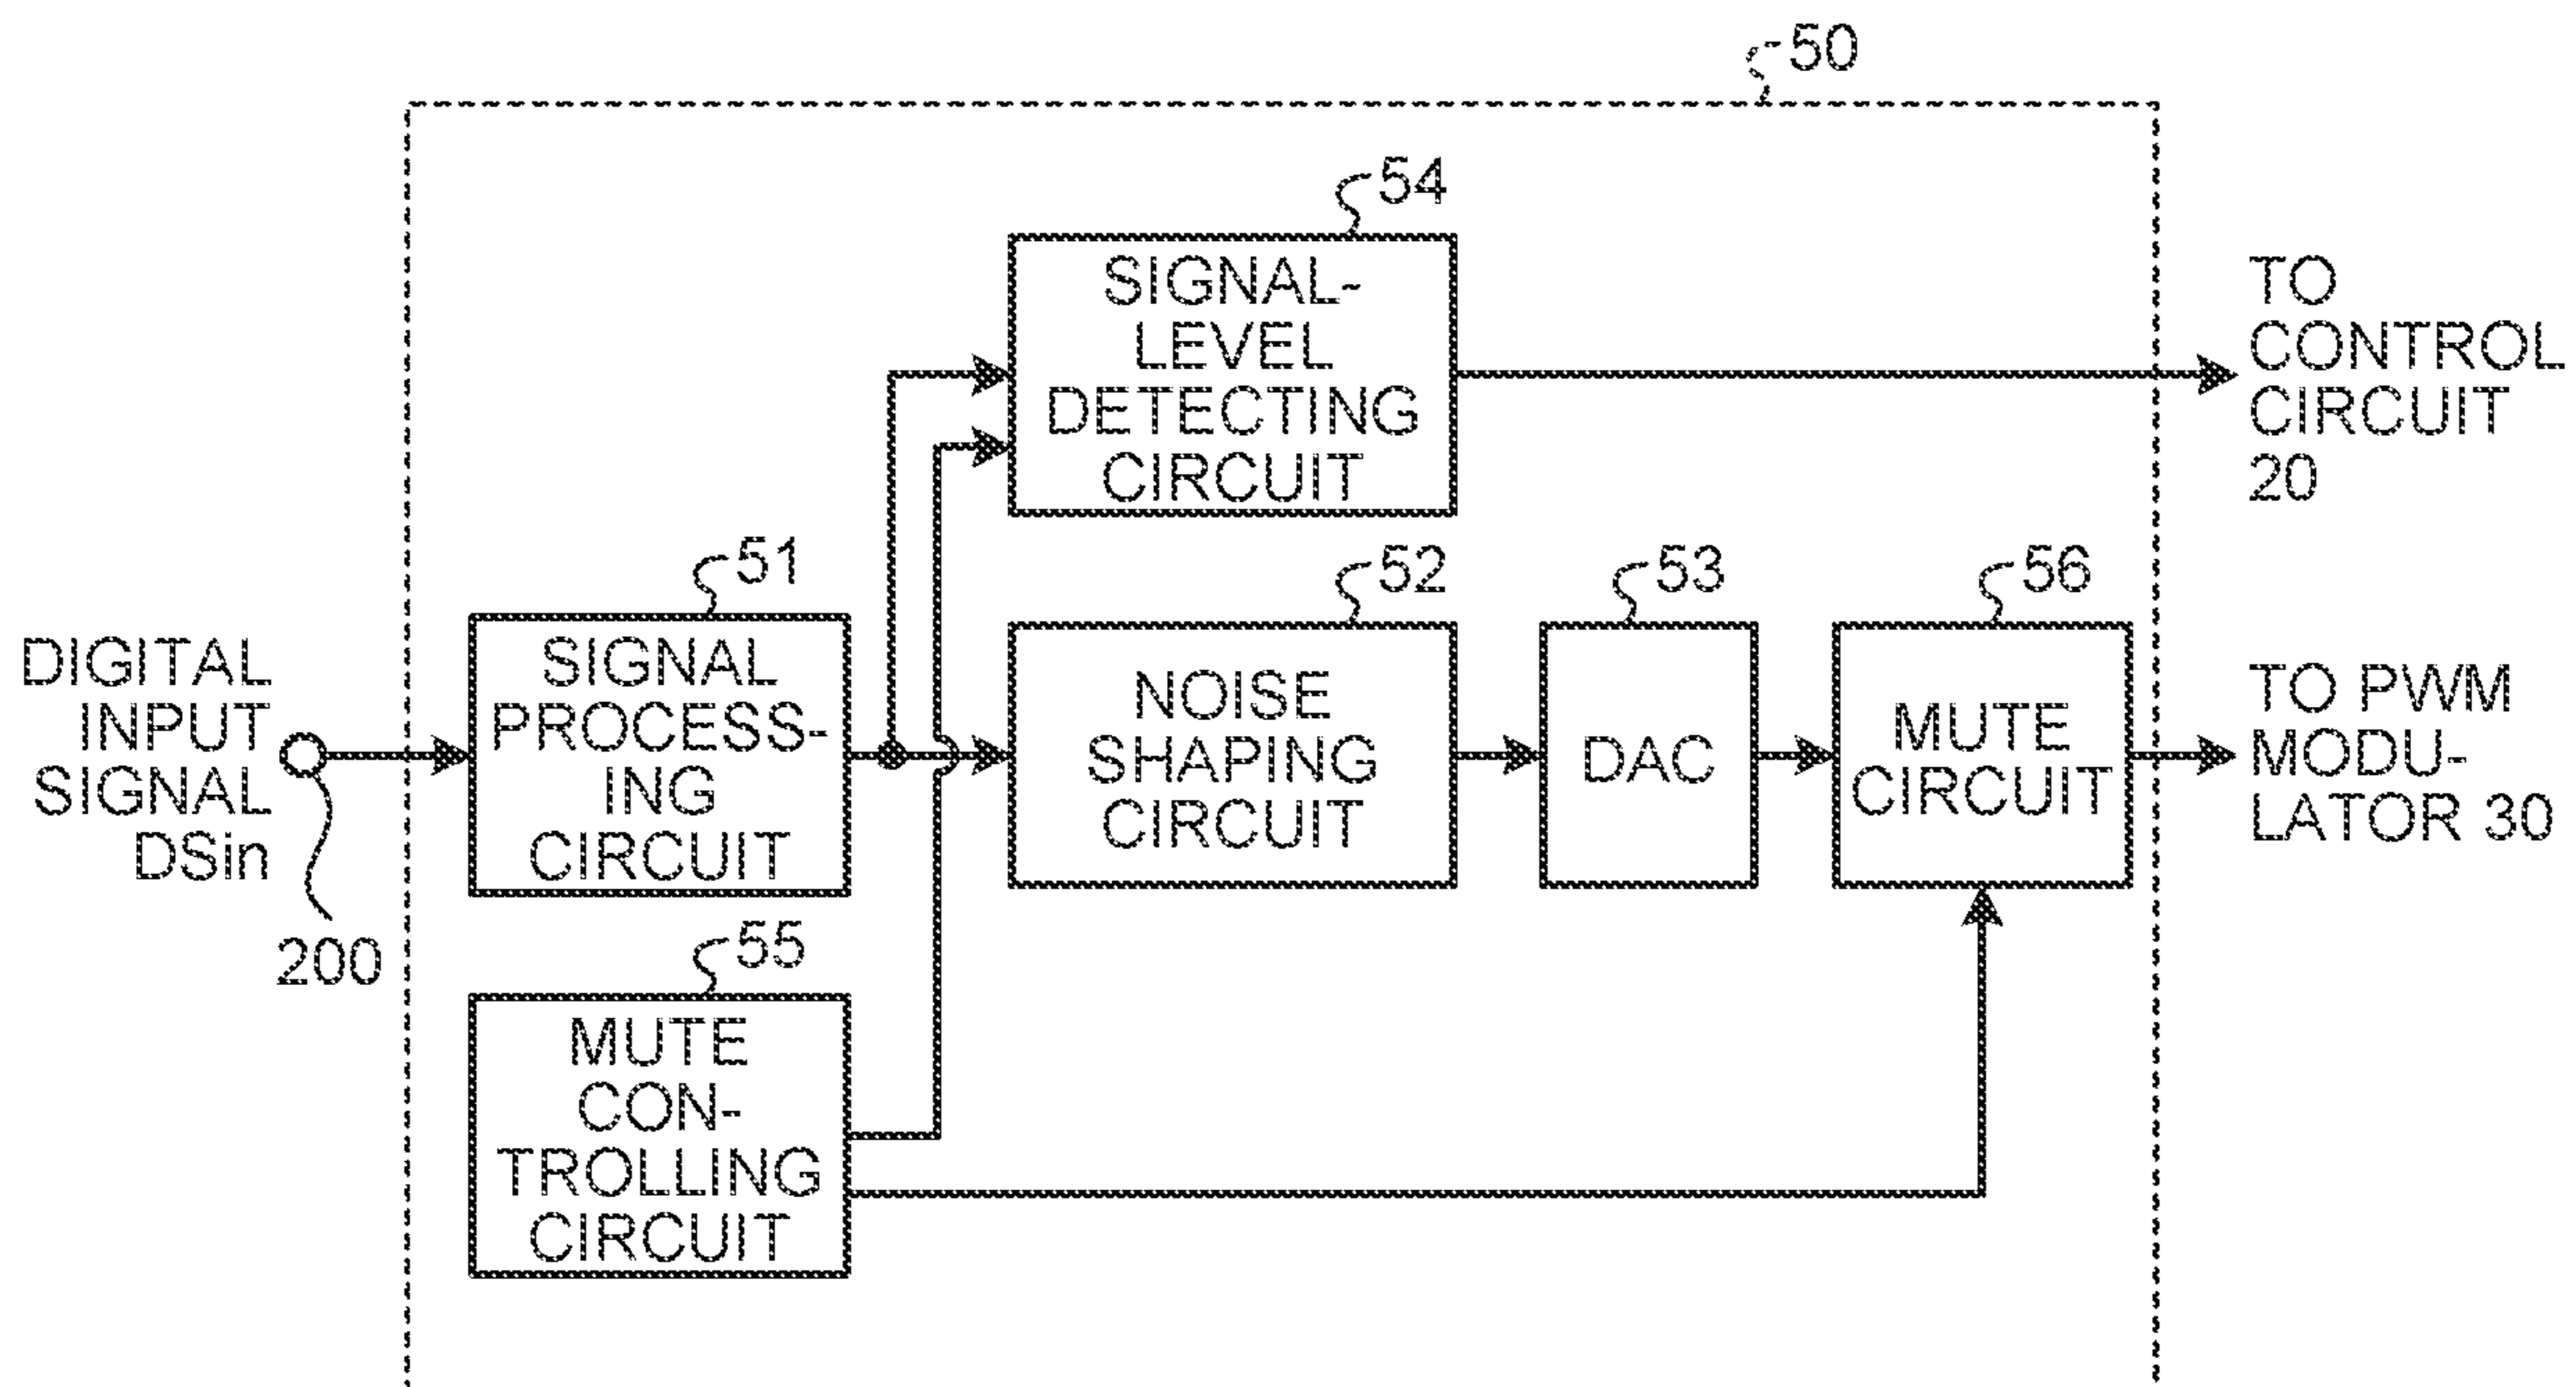 50
54
SIGNAL-
LEVEL
DETECTING
CIRCUIT
TO
CONTROL
CIRCUIT
20
51
52
53
56
DIGITAL
INPUT
SIGNAL
DSin
200
SIGNAL
PROCESS-
ING
CIRCUIT
NOISE
SHAPING
CIRCUIT
DAC
MUTE
CIRCUIT
TO PWM
MODU-
LATOR 30
55
MUTE
CON-
TROLLING
CIRCUIT